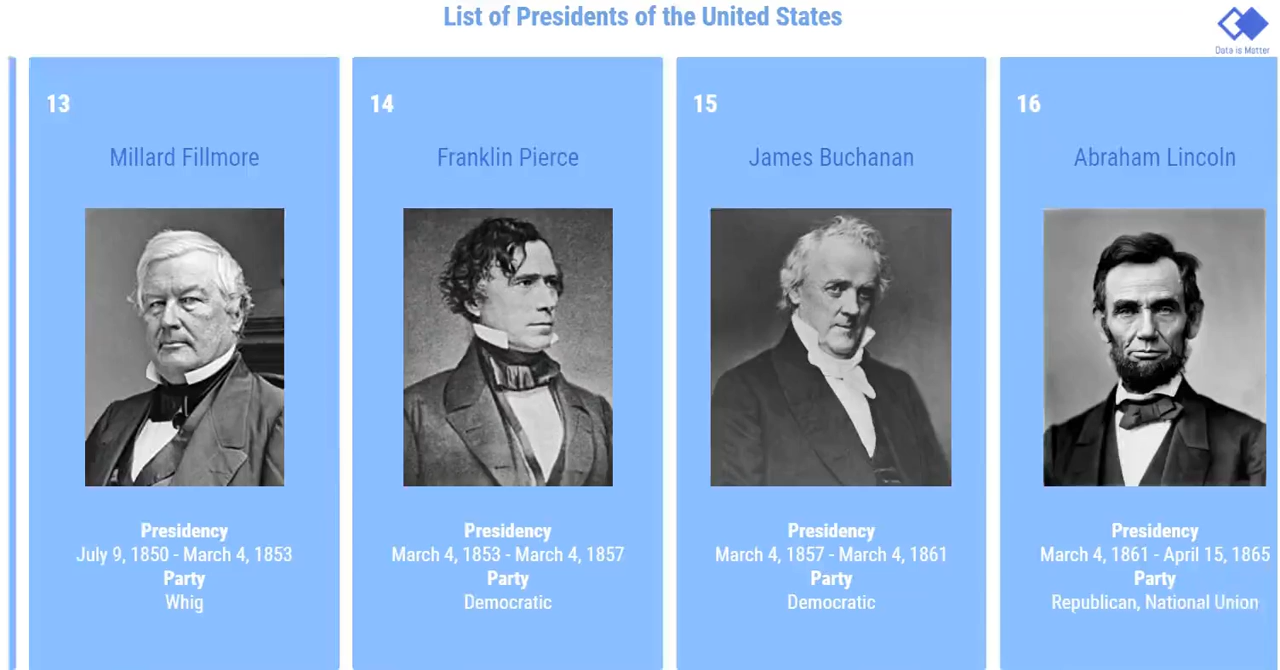 List of Presidents of the United States
Data is Matter
13
Millard Fillmore
Presidency
July 9, 1850 - March 4, 1853
Party
Whig
14
Franklin Pierce
Presidency
March 4, 1853 - March 4, 1857
Party
Democratic
15
James Buchanan
Presidency
March 4, 1857 - March 4, 1861
Party
Democratic
16
Abraham Lincoln
Presidency
March 4, 1861 - April 15, 1865
Party
Republican, National Union